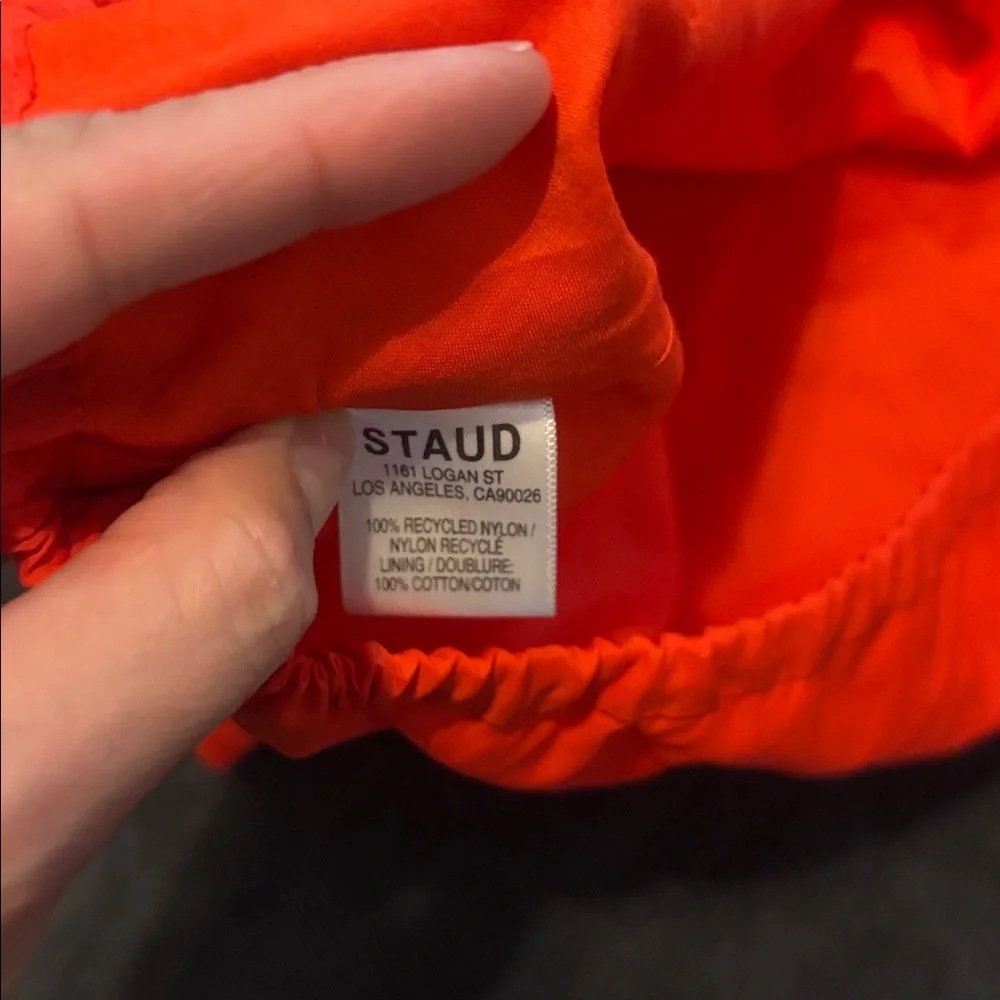 STAUD
1161 LOGAN ST
LOS ANGELES, CA90026
100% RECYCLED NYLON /
NYLON RECYCLÉ
LINING / DOUBLURE:
100% COTTON/COTON